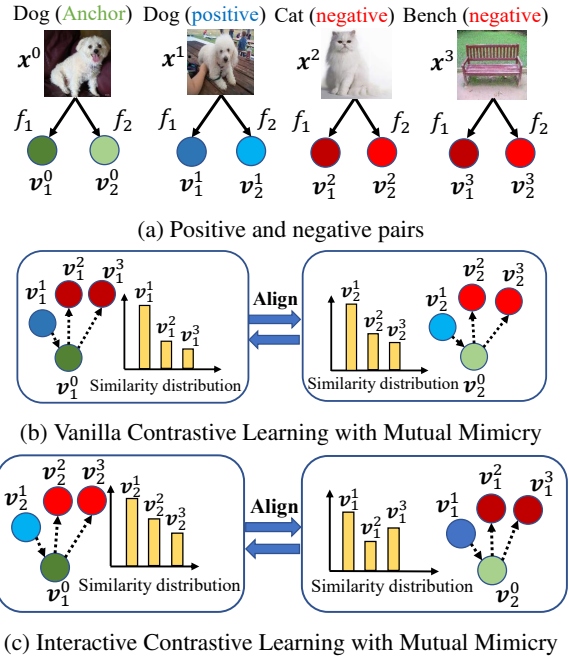 Dog (Anchor) Dog (positive) Cat (negative) Bench (negative)
x^0 x^1 x^2 x^3
f_1 f_2 f_1 f_2 f_1 f_2 f_1 f_2
v_1^0 v_2^0 v_1^1 v_2^1 v_1^2 v_2^2 v_1^3 v_2^3
(a) Positive and negative pairs
v_1^1 v_1^2 v_1^3 v_1^0
v_1^1 v_1^2 v_1^3
Similarity distribution
Align
v_2^1 v_2^2 v_2^3
Similarity distribution
v_2^1 v_2^2 v_2^3 v_2^0
(b) Vanilla Contrastive Learning with Mutual Mimicry
v_2^1 v_2^2 v_2^3 v_1^0
v_2^1 v_2^2 v_2^3
Similarity distribution
Align
v_1^1 v_1^2 v_1^3
Similarity distribution
v_1^1 v_1^2 v_1^3 v_2^0
(c) Interactive Contrastive Learning with Mutual Mimicry